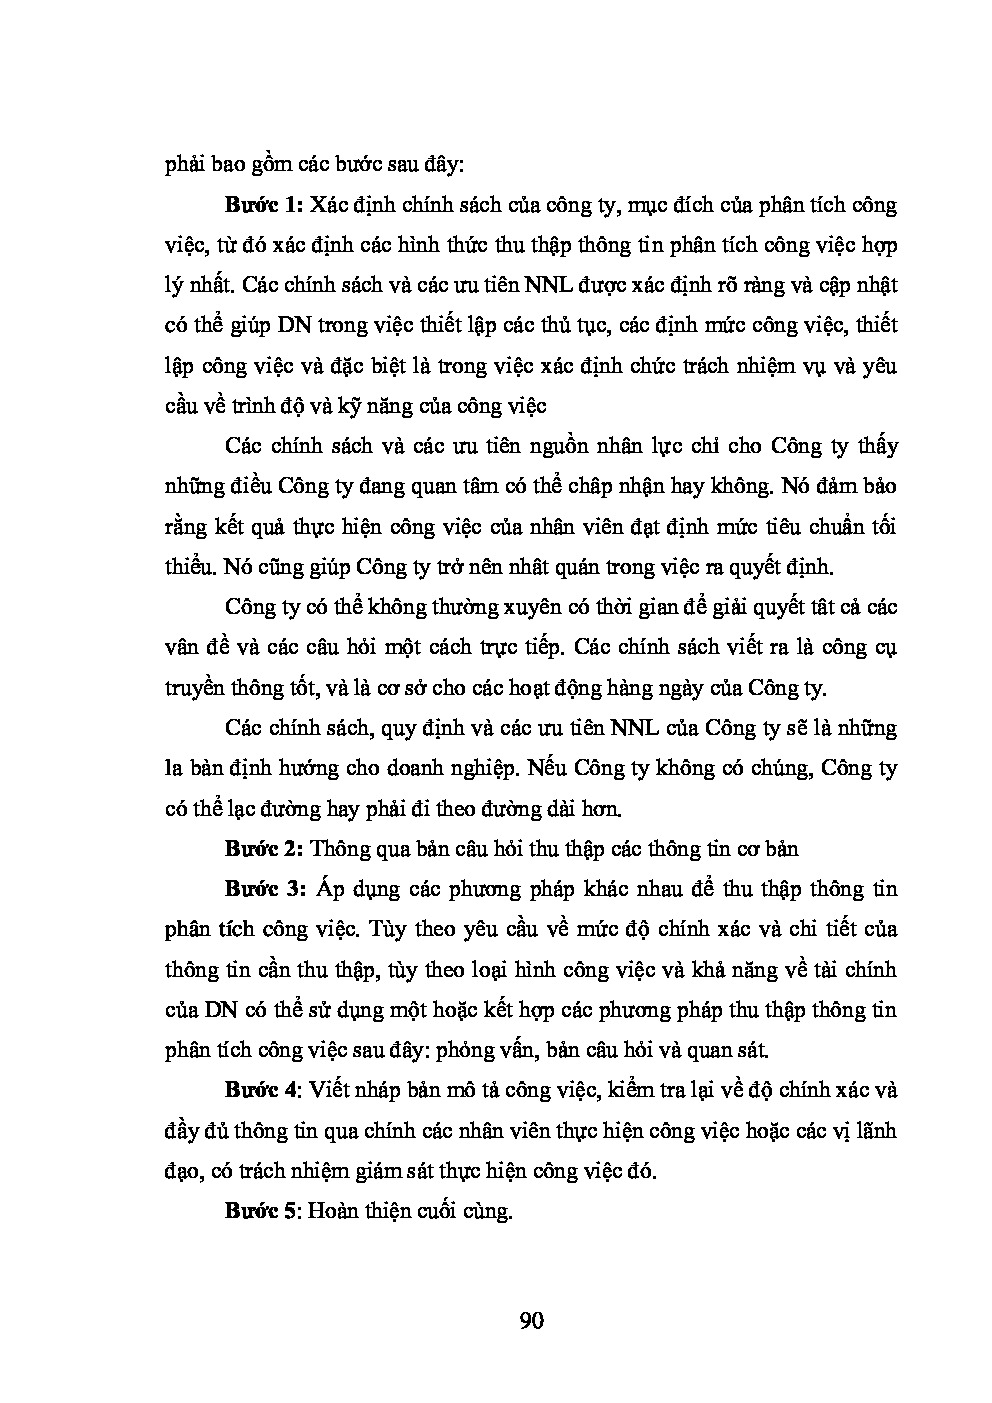 phải bao gồm các bước sau đây:
Bước 1: Xác định chính sách của công ty, mục đích của phân tích công
việc, từ đó xác định các hình thức thu thập thông tin phân tích công việc hợp
lý nhất. Các chính sách và các ưu tiên NNL được xác định rõ ràng và cập nhật
có thể giúp DN trong việc thiết lập các thủ tục, các định mức công việc, thiết
lập công việc và đặc biệt là trong việc xác định chức trách nhiệm vụ và yêu
cầu về trình độ và kỹ năng của công việc
Các chính sách và các ưu tiên nguồn nhân lực chỉ cho Công ty thấy
những điều Công ty đang quan tâm có thể châp nhận hay không. Nó đảm bảo
rằng kết quả thực hiện công việc của nhân viên đạt định mức tiêu chuẩn tối
thiểu. Nó cũng giúp Công ty trở nên nhât quán trong việc ra quyết định.
Công ty có thể không thường xuyên có thời gian để giải quyết tât cả các
vân đề và các câu hỏi một cách trực tiếp. Các chính sách viết ra là công cụ
truyền thông tốt, và là cơ sở cho các hoạt động hàng ngày của Công ty.
Các chính sách, quy định và các ưu tiên NNL của Công ty sẽ là những
la bàn định hướng cho doanh nghiệp. Nếu Công ty không có chúng, Công ty
có thể lạc đường hay phải đi theo đường dài hơn.
Bước 2: Thông qua bản câu hỏi thu thập các thông tin cơ bản
Bước 3: Áp dụng các phương pháp khác nhau để thu thập thông tin
phân tích công việc. Tùy theo yêu cầu về mức độ chính xác và chi tiết của
thông tin cần thu thập, tùy theo loại hình công việc và khả năng về tài chính
của DN có thể sử dụng một hoặc kết hợp các phương pháp thu thập thông tin
phân tích công việc sau đây: phỏng vấn, bản câu hỏi và quan sát.
Bước 4: Viết nháp bản mô tả công việc, kiểm tra lại về độ chính xác và
đầy đủ thông tin qua chính các nhân viên thực hiện công việc hoặc các vị lãnh
đạo, có trách nhiệm giám sát thực hiện công việc đó.
Bước 5: Hoàn thiện cuối cùng.
90